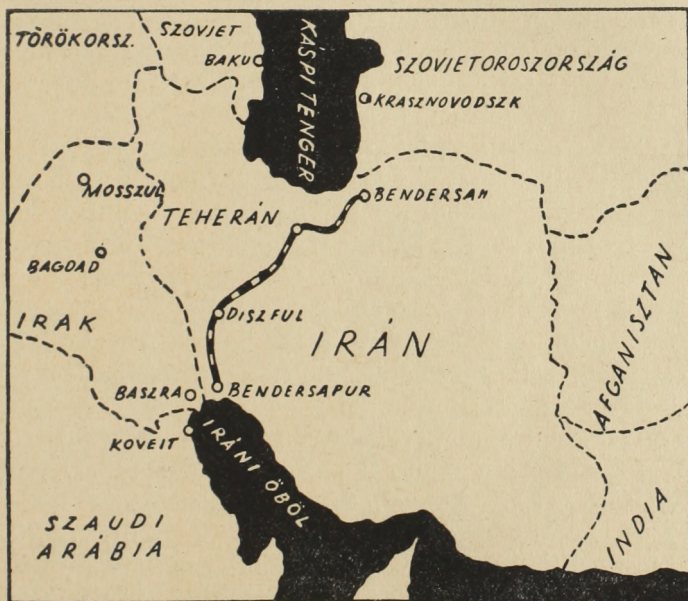 TÖRÖKORSZ.
SZOVJET
BAKU
KÁSPI TENGER
SZOVJETOROSZORSZÁG
KRASZNOVODSZK
MOSSZUL
TEHERÁN
BENDERSAH
BAGDAD
DISZFUL
IRAK
IRÁN
AFGANISZTAN
BASZRA
BENDERSAPUR
KOVEIT
IRÁNI ÖBÖL
SZAUDI
ARÁBIA
INDIA